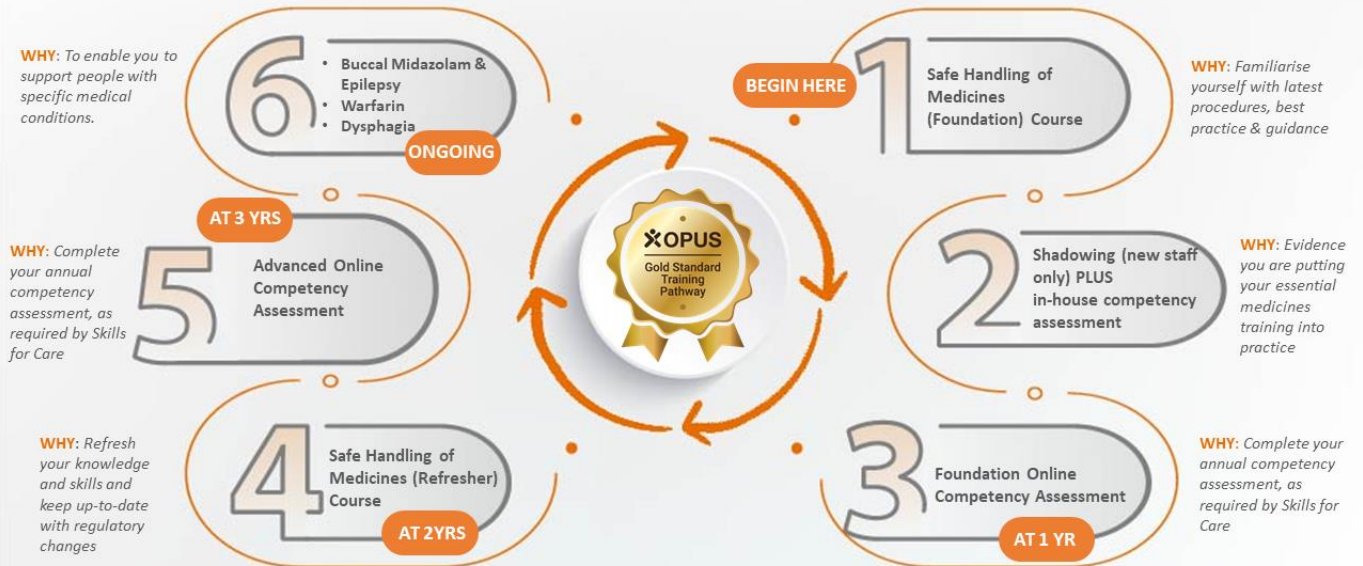 BEGIN HERE
1
Safe Handling of
Medicines
(Foundation) Course
WHY: Familiarise
yourself with latest
procedures, best
practice & guidance
2
Shadowing (new staff
only) PLUS
in-house competency
assessment
WHY: Evidence
you are putting
your essential
medicines
training into
practice
3
Foundation Online
Competency Assessment
AT 1 YR
WHY: Complete your
annual competency
assessment, as
required by Skills for
Care
4
Safe Handling of
Medicines (Refresher)
Course
AT 2YRS
WHY: Refresh
your knowledge
and skills and
keep up-to-date
with regulatory
changes
AT 3 YRS
5
Advanced Online
Competency
Assessment
WHY: Complete
your annual
competency
assessment, as
required by Skills
for Care
6
• Buccal Midazolam &
Epilepsy
• Warfarin
• Dysphagia
ONGOING
WHY: To enable you to
support people with
specific medical
conditions.
OPUS
Gold Standard
Training
Pathway